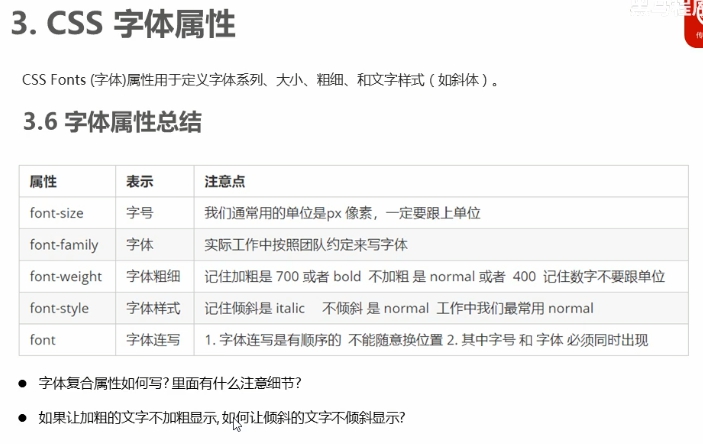 3. CSS 字体属性
CSS Fonts (字体)属性用于定义字体系列、大小、粗细、和文字样式（如斜体）。
3.6 字体属性总结
属性 表示 注意点
font-size 字号 我们通常用的单位是px 像素，一定要跟上单位
font-family 字体 实际工作中按照团队约定来写字体
font-weight 字体粗细 记住加粗是 700 或者 bold 不加粗 是 normal 或者 400 记住数字不要跟单位
font-style 字体样式 记住倾斜是 italic 不倾斜 是 normal 工作中我们最常用 normal
font 字体连写 1. 字体连写是有顺序的 不能随意换位置 2. 其中字号 和 字体 必须同时出现
● 字体复合属性如何写? 里面有什么注意细节?
● 如果让加粗的文字不加粗显示, 如何让倾斜的文字不倾斜显示?